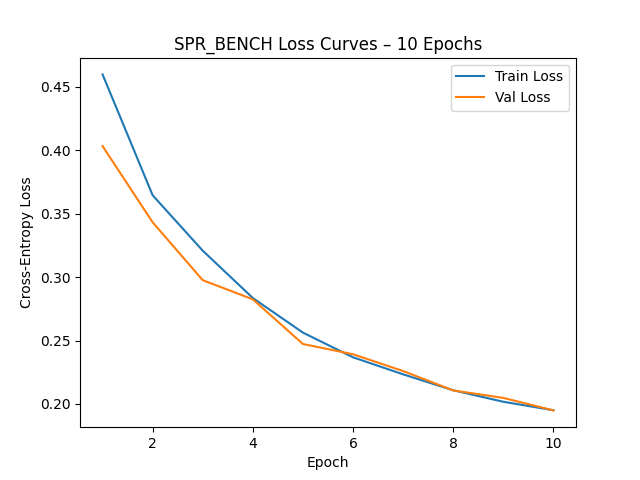 SPR_BENCH Loss Curves – 10 Epochs
Train Loss
Val Loss
Cross-Entropy Loss
0.45
0.40
0.35
0.30
0.25
0.20
2
4
6
8
10
Epoch